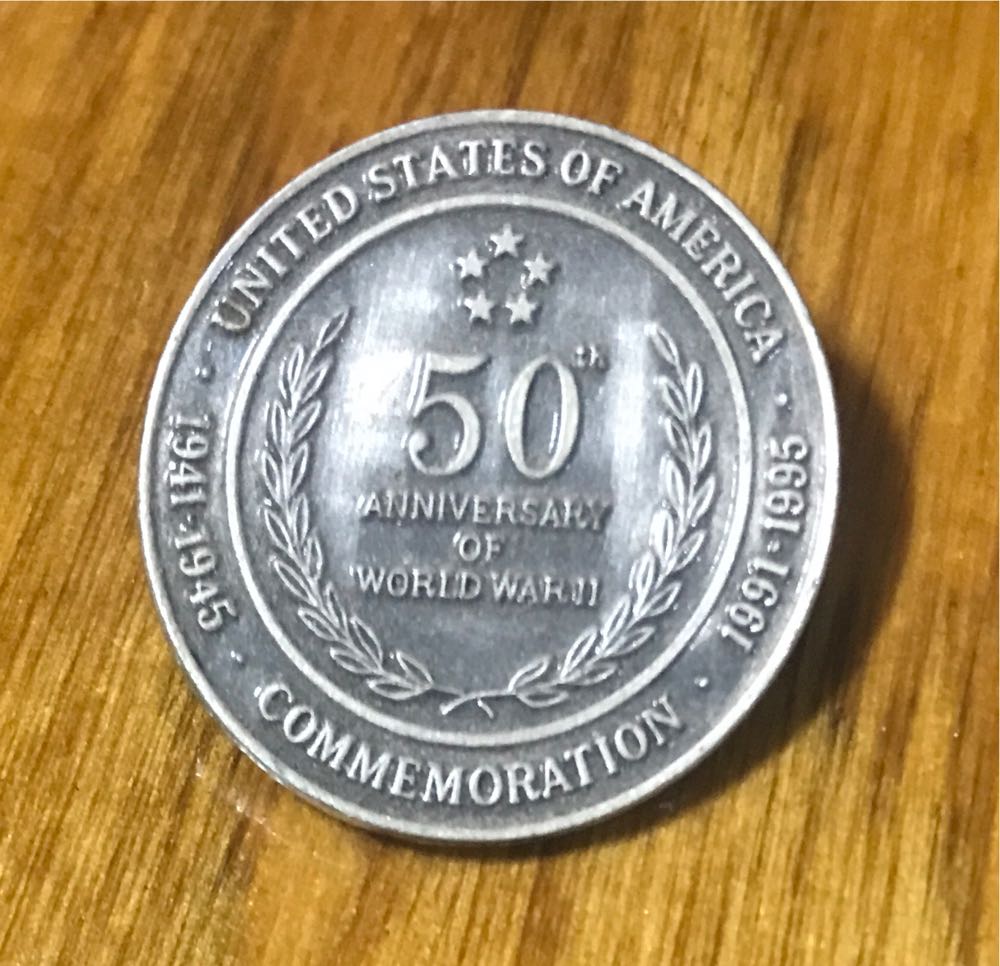 UNITED STATES OF AMERICA
1941-1945
50th
ANNIVERSARY
OF
WORLD WAR II
1991-1995
COMMEMORATION